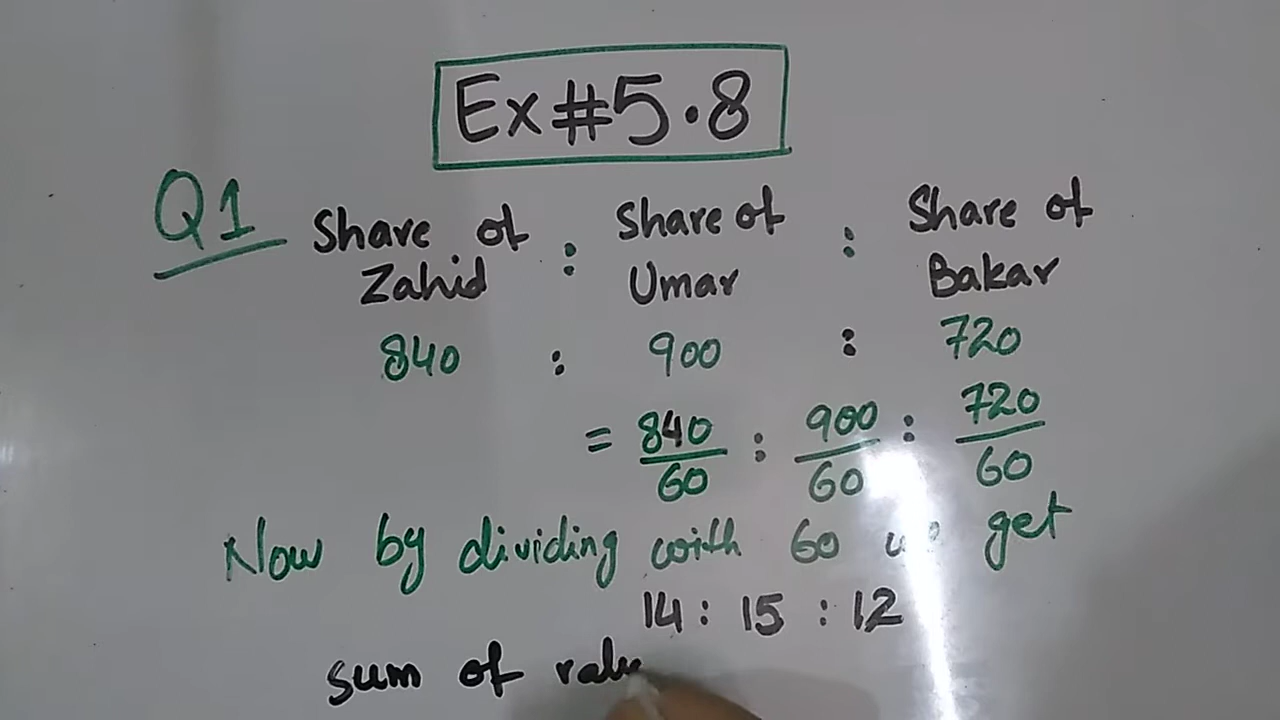 Ex#5.8
Q1 Share of Zahid : Share of Umar : Share of Bakar
840 : 900 : 720
= 840/60 : 900/60 : 720/60
Now by dividing with 60 we get
14 : 15 : 12
sum of